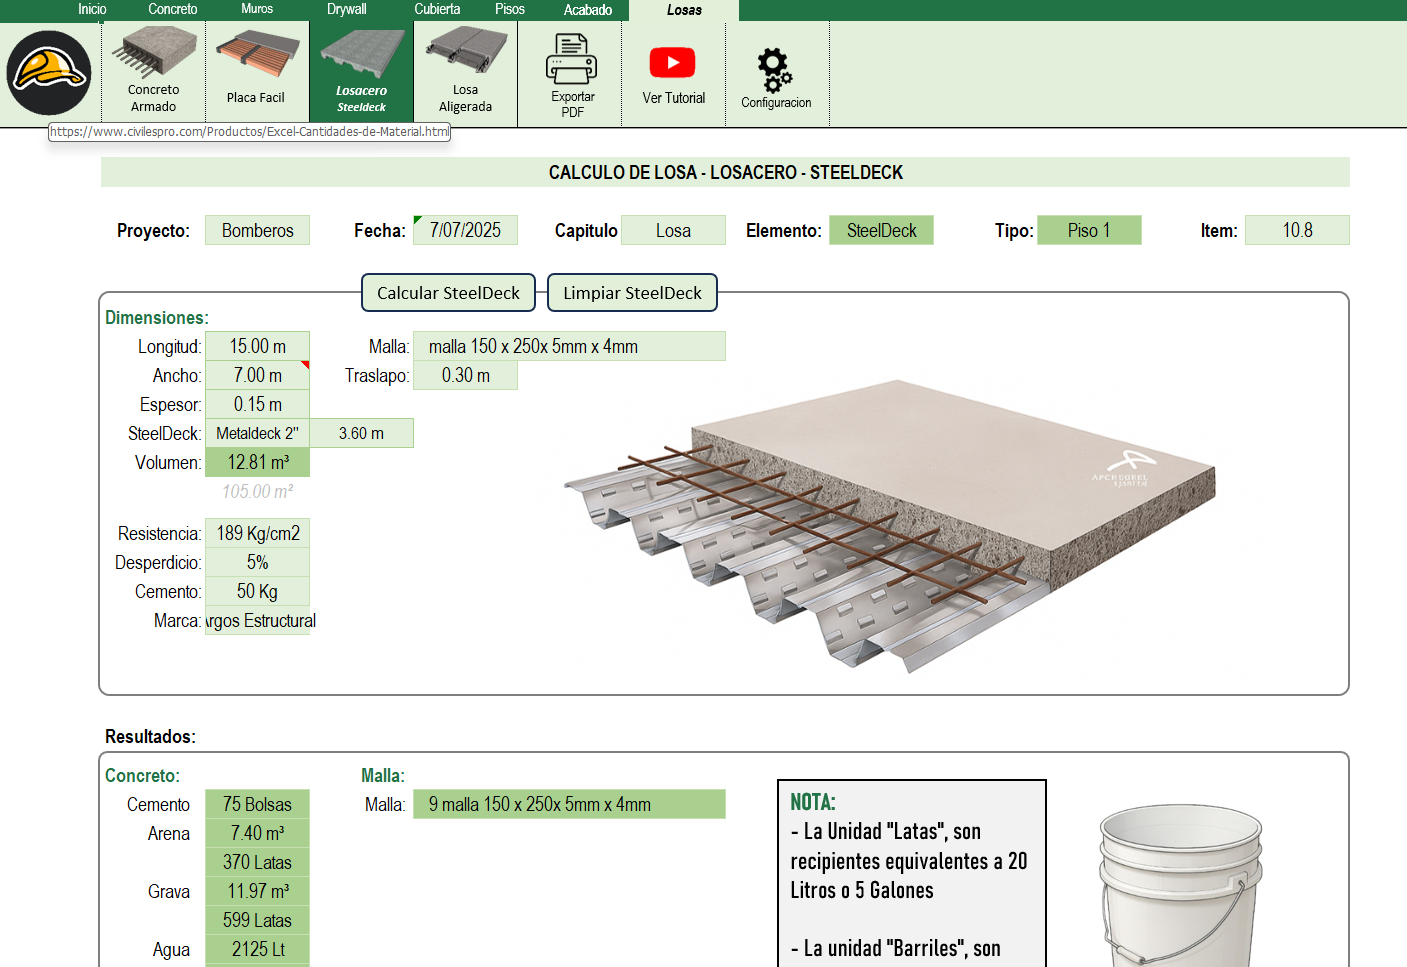 Inicio Concreto Muros Drywall Cubierta Pisos Acabado Losas
Concreto
Armado
Placa Facil
Losacero
Steeldeck
Losa
Aligerada
Exportar
PDF
Ver Tutorial
Configuracion
https://www.civilespro.com/Productos/Excel-Cantidades-de-Material.html
CALCULO DE LOSA - LOSACERO - STEELDECK
Proyecto: Bomberos Fecha: 7/07/2025 Capitulo Losa Elemento: SteelDeck Tipo: Piso 1 Item: 10.8
Calcular SteelDeck Limpiar SteelDeck
Dimensiones:
Longitud: 15.00 m Malla: malla 150 x 250x 5mm x 4mm
Ancho: 7.00 m Traslapo: 0.30 m
Espesor: 0.15 m
SteelDeck: Metaldeck 2" 3.60 m
Volumen: 12.81 m³
105.00 m²
Resistencia: 189 Kg/cm2
Desperdicio: 5%
Cemento: 50 Kg
Marca: Argos Estructural
Resultados:
Concreto: Malla:
Cemento 75 Bolsas Malla: 9 malla 150 x 250x 5mm x 4mm
Arena 7.40 m³
370 Latas
Grava 11.97 m³
599 Latas
Agua 2125 Lt
NOTA:
- La Unidad "Latas", son
recipientes equivalentes a 20
Litros o 5 Galones
- La unidad "Barriles", son